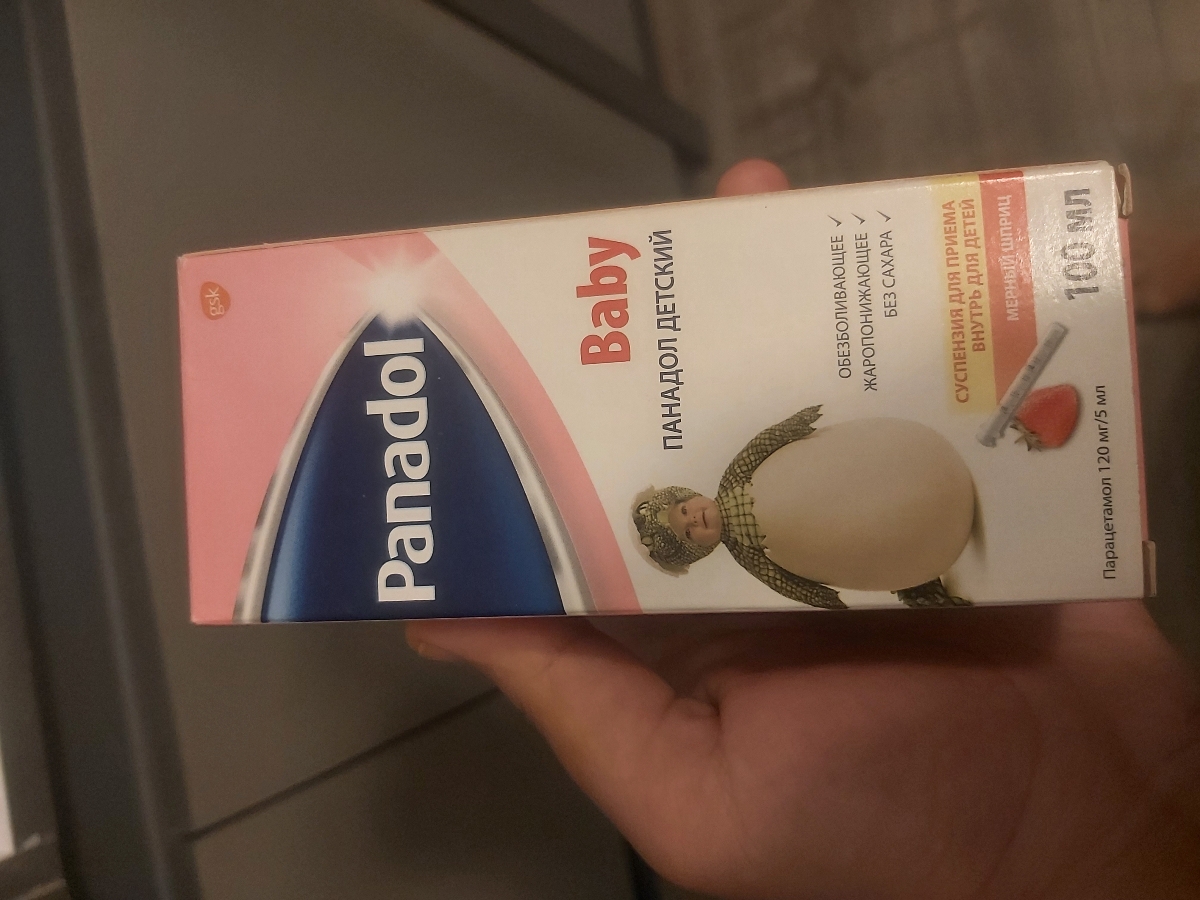 gsk
Panadol
Baby
ПАНАДОЛ ДЕТСКИЙ
ОБЕЗБОЛИВАЮЩЕЕ ✓
ЖАРОПОНИЖАЮЩЕЕ ✓
БЕЗ САХАРА ✓
СУСПЕНЗИЯ ДЛЯ ПРИЕМА
ВНУТРЬ ДЛЯ ДЕТЕЙ
МЕРНЫЙ ШПРИЦ
100 МЛ
Парацетамол 120 мг/5 мл